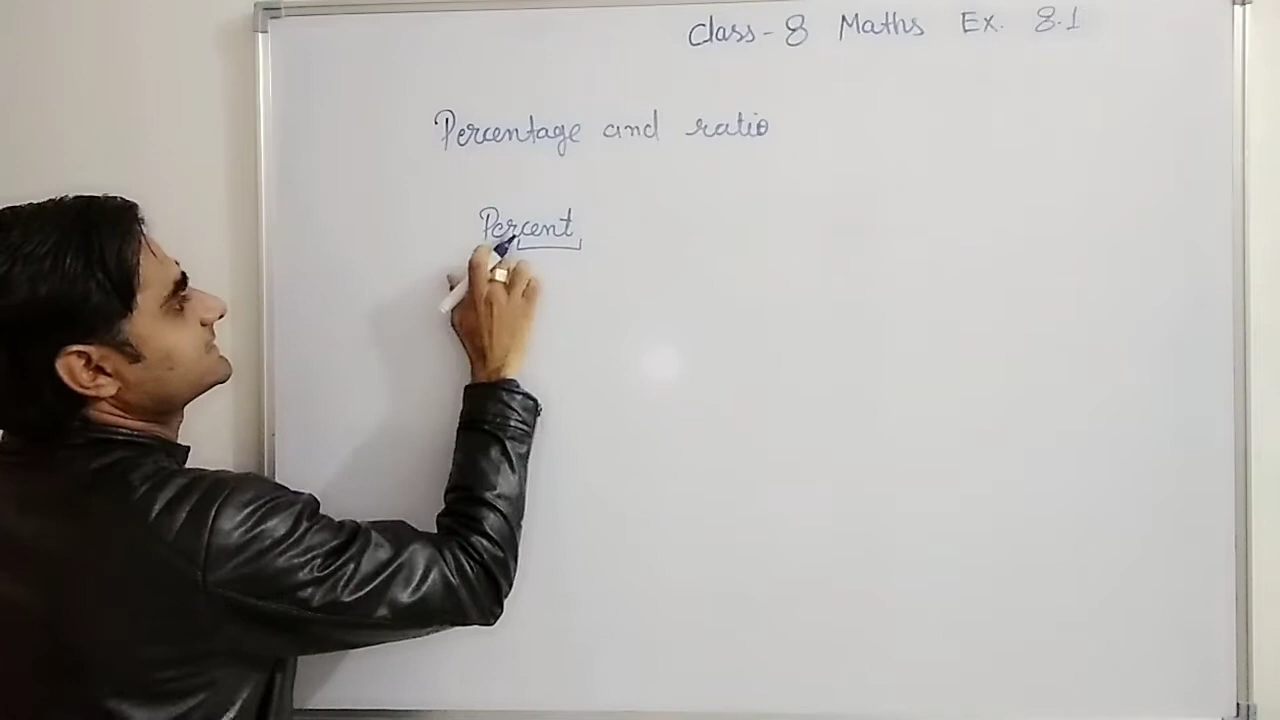 Class - 8 Maths Ex. 8.1
Percentage and ratio
Percent